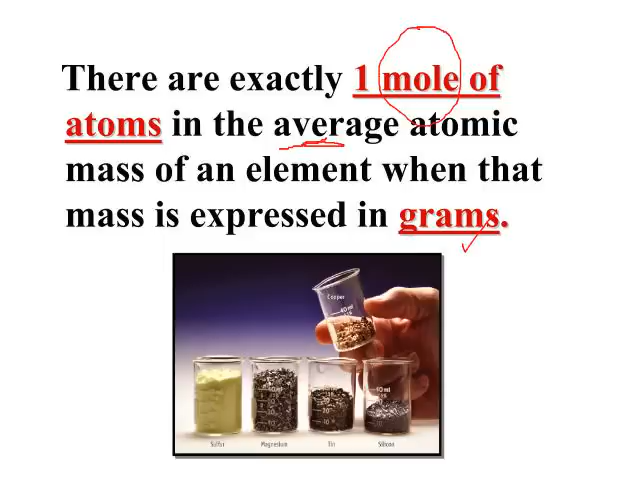 There are exactly 1 mole of
atoms in the average atomic
mass of an element when that
mass is expressed in grams.
Copper
Sulfur
Magnesium
Tin
Silicon